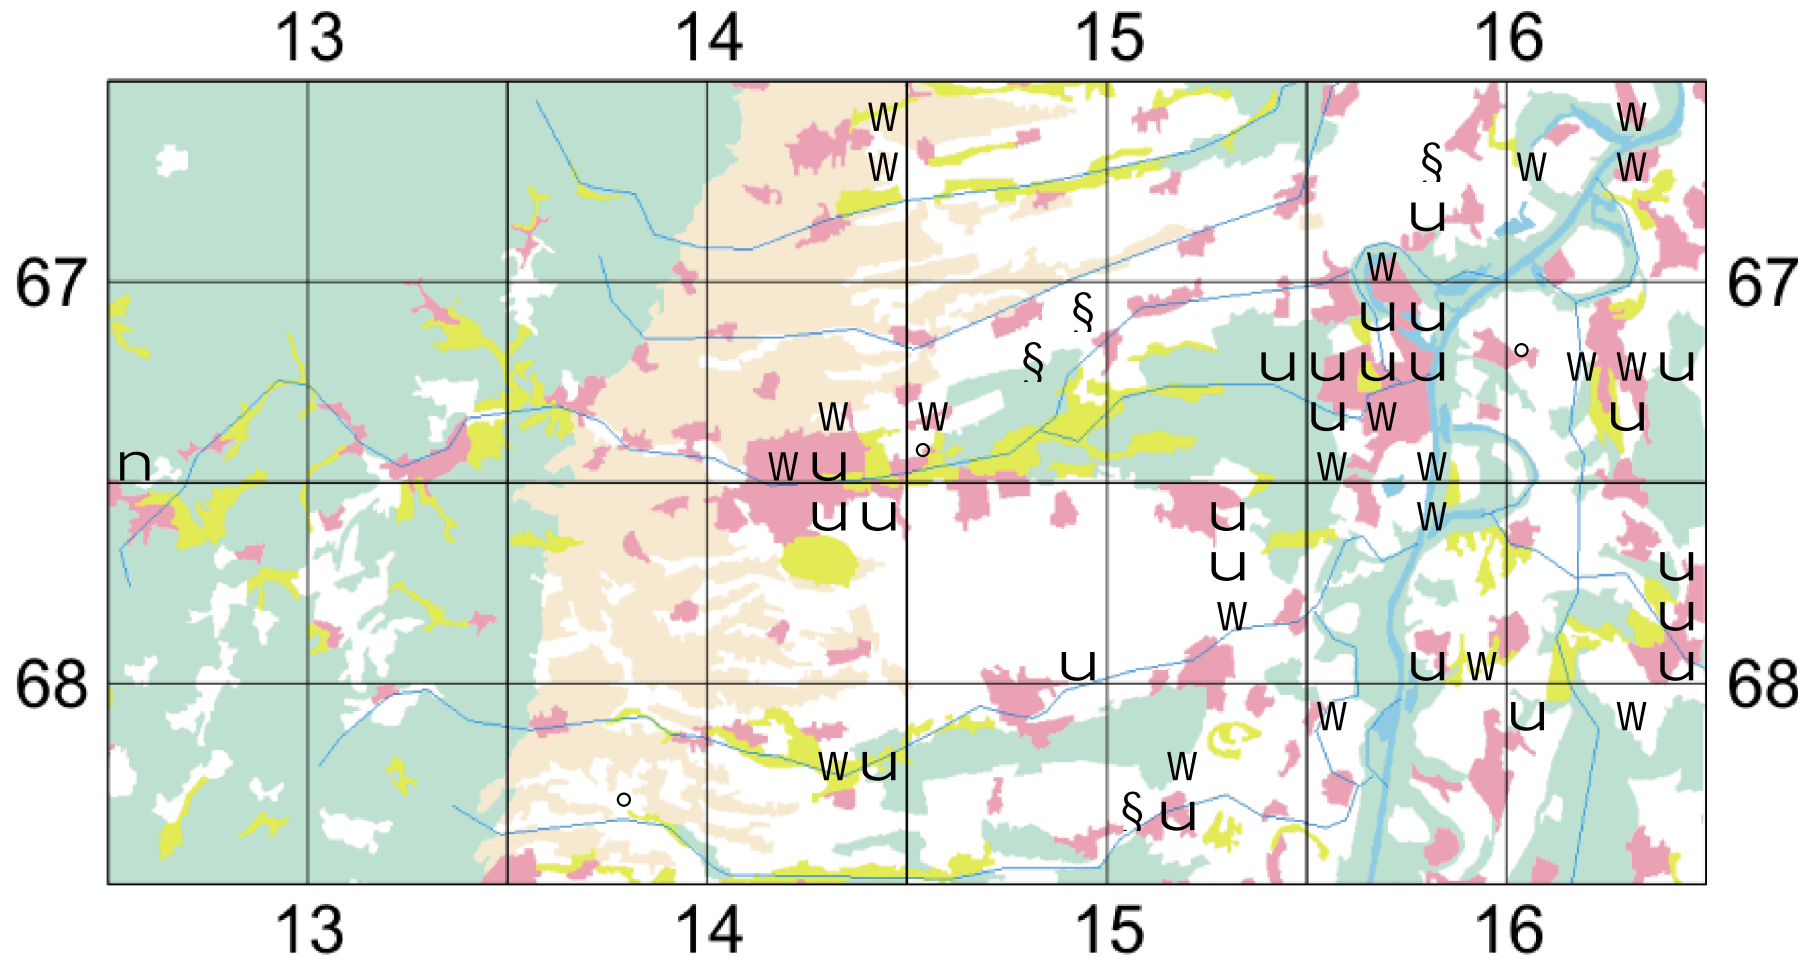 13 14 15 16
W W
W § W W
u
67 W 67
§ u u
°
§ u u u u W W u
W W u W u
°
n W u W W
u u u W
u u
W u
u u W u
68 68
W u W
W u W
° § u
13 14 15 16